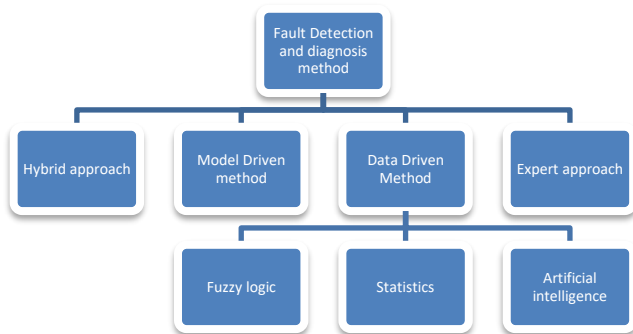 Fault Detection
and diagnosis
method
Hybrid approach
Model Driven
method
Data Driven
Method
Expert approach
Fuzzy logic
Statistics
Artificial
intelligence